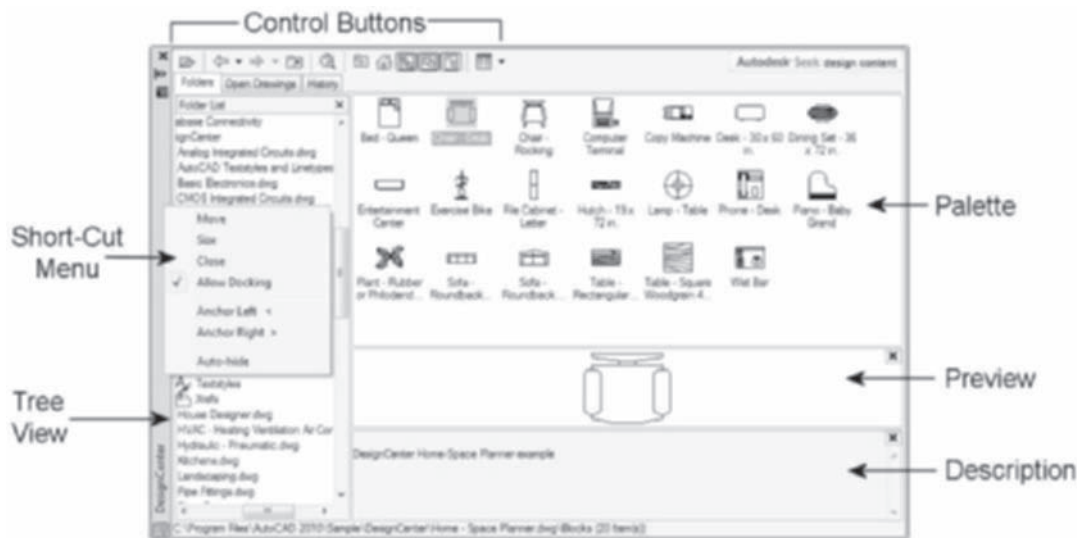 Control Buttons
Autodesk Seek design content
Folders Open Drawings History
Folder List
abase Connectivity
ignCenter
Analog Integrated Circuits.dwg
AutoCAD Textstyles and Linetypes
Basic Electronics.dwg
CMOS Integrated Circuits.dwg
Short-Cut
Menu
Move
Size
Close
Allow Docking
Anchor Left <
Anchor Right >
Auto-hide
Textstyles
Xrefs
House Designer.dwg
HVAC - Heating Ventilation Air Con
Hydraulic - Pneumatic.dwg
Kitchens.dwg
Landscaping.dwg
Pipe Fittings.dwg
Tree
View
DesignCenter
Bed - Queen
Chair - Rocking
Computer Terminal
Copy Machine
Desk - 30 x 60 in.
Dining Set - 36 x 72 in.
Entertainment Center
Exercise Bike
File Cabinet - Letter
Hutch - 19 x 72 in.
Lamp - Table
Phone - Desk
Piano - Baby Grand
Plant - Rubber or Philodend...
Sofa - Roundback...
Sofa - Roundback...
Table - Rectangular...
Table - Square Woodgrain 4...
Wet Bar
Palette
Preview
DesignCenter Home-Space Planner example
Description
C:\Program Files\AutoCAD 2010\Sample\DesignCenter\Home - Space Planner.dwg\Blocks (20 Item(s))